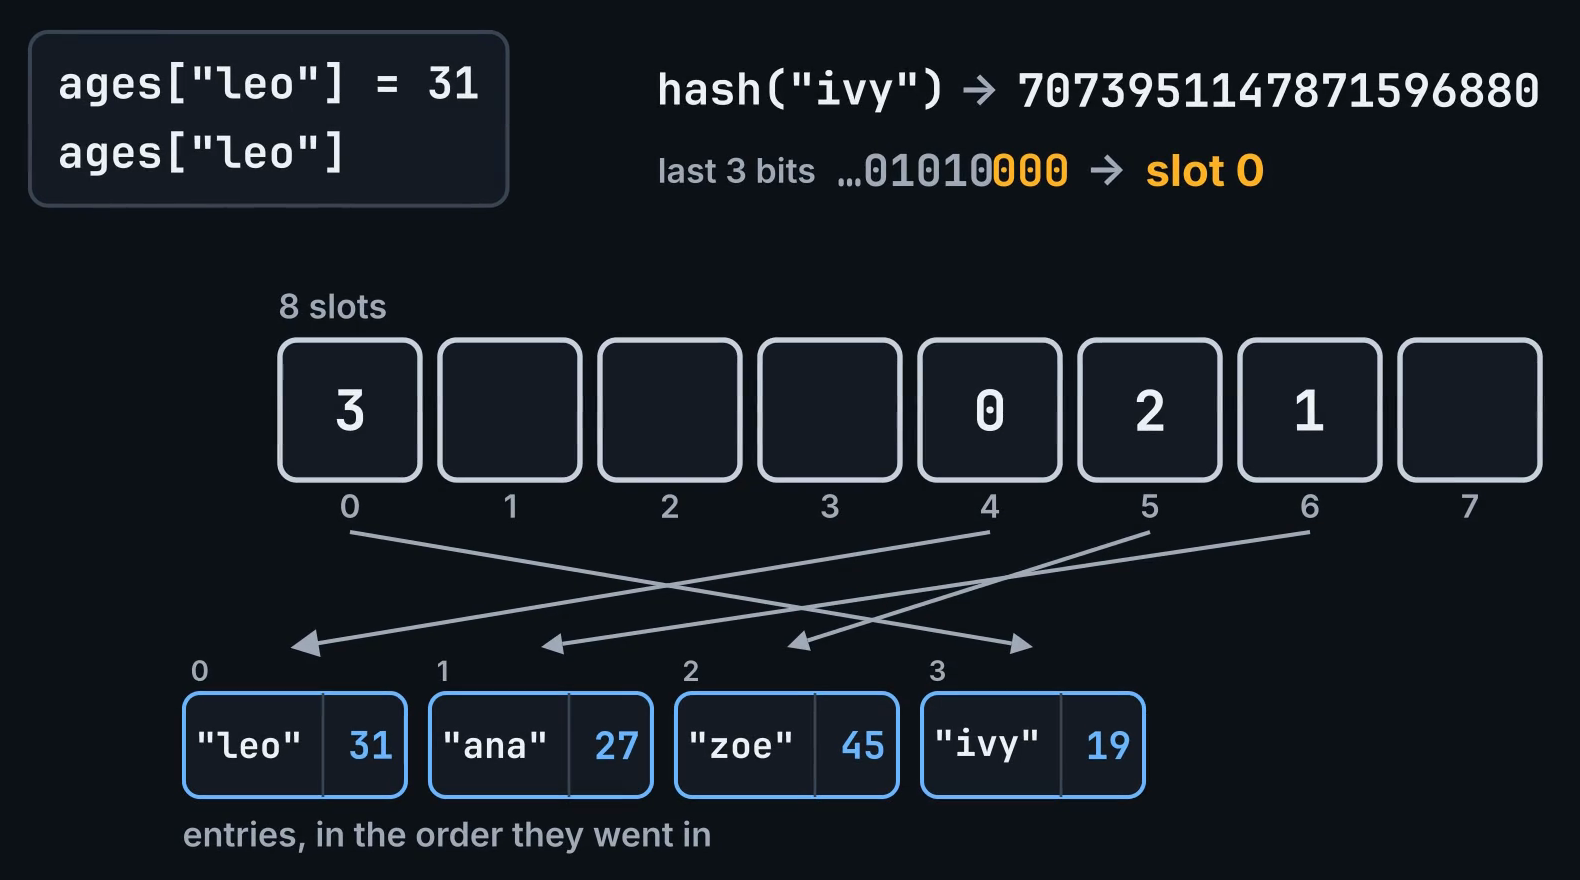 ages["leo"] = 31
ages["leo"]
hash("ivy") → 7073951147871596880
last 3 bits …01010000 → slot 0
8 slots
3 0 2 1
0 1 2 3 4 5 6 7
0 1 2 3
"leo" 31 "ana" 27 "zoe" 45 "ivy" 19
entries, in the order they went in